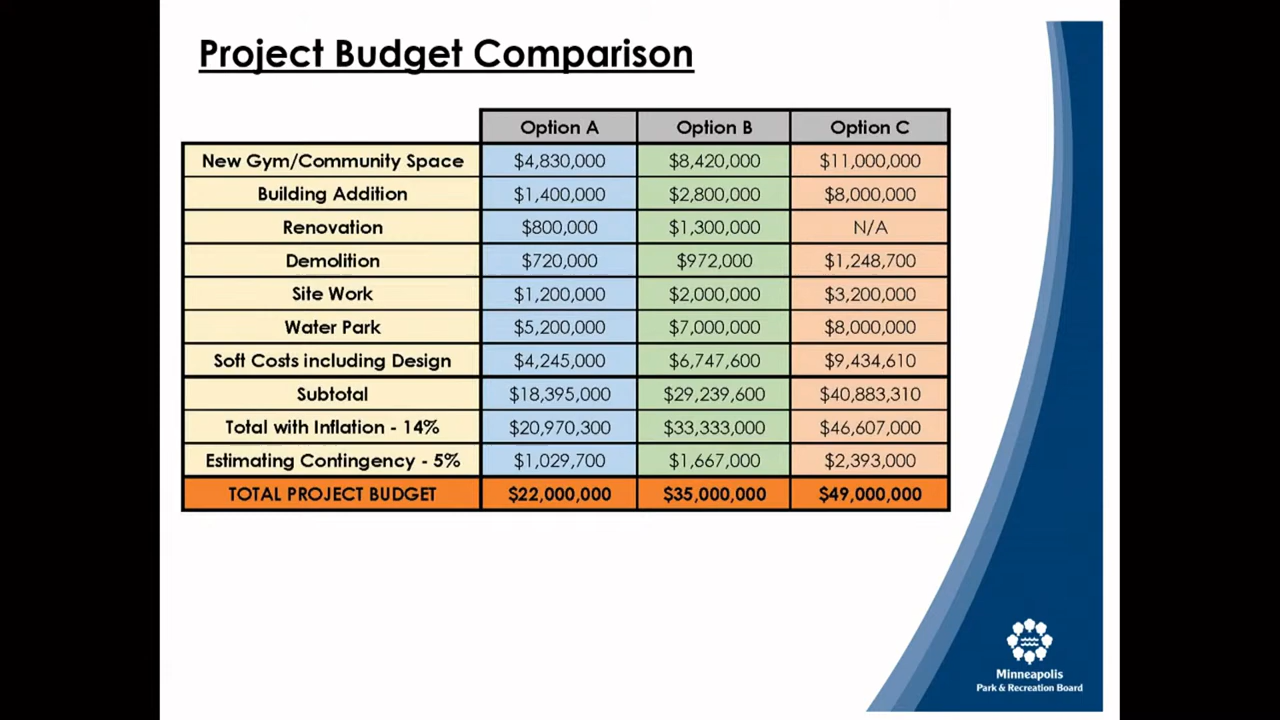 Project Budget Comparison
Option A Option B Option C
New Gym/Community Space $4,830,000 $8,420,000 $11,000,000
Building Addition $1,400,000 $2,800,000 $8,000,000
Renovation $800,000 $1,300,000 N/A
Demolition $720,000 $972,000 $1,248,700
Site Work $1,200,000 $2,000,000 $3,200,000
Water Park $5,200,000 $7,000,000 $8,000,000
Soft Costs including Design $4,245,000 $6,747,600 $9,434,610
Subtotal $18,395,000 $29,239,600 $40,883,310
Total with Inflation - 14% $20,970,300 $33,333,000 $46,607,000
Estimating Contingency - 5% $1,029,700 $1,667,000 $2,393,000
TOTAL PROJECT BUDGET $22,000,000 $35,000,000 $49,000,000
Minneapolis
Park & Recreation Board